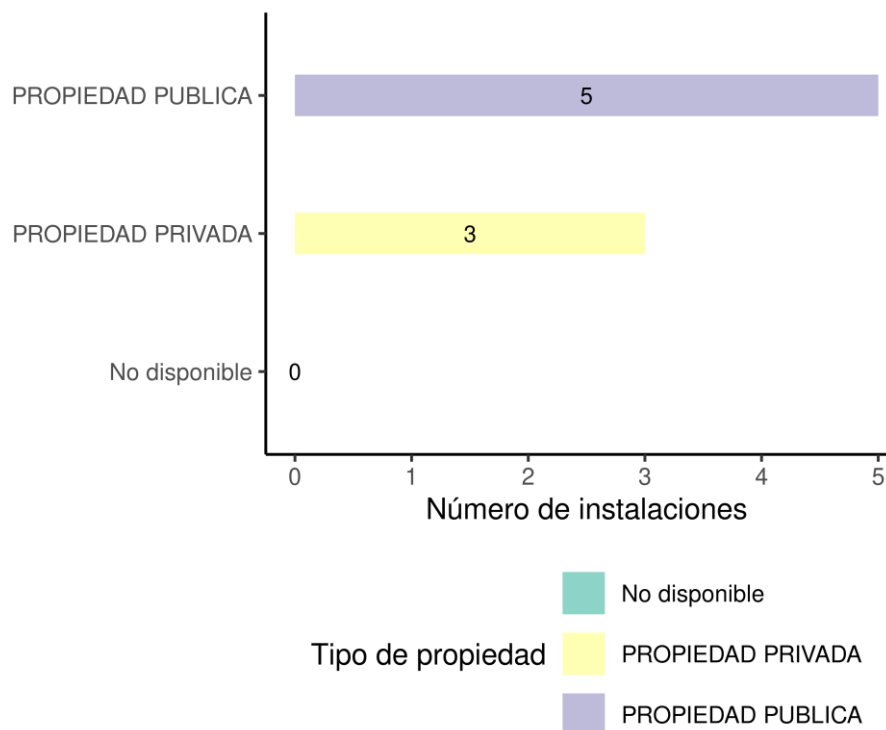 PROPIEDAD PUBLICA
5
PROPIEDAD PRIVADA
3
No disponible
0
0 1 2 3 4 5
Número de instalaciones
Tipo de propiedad
No disponible
PROPIEDAD PRIVADA
PROPIEDAD PUBLICA